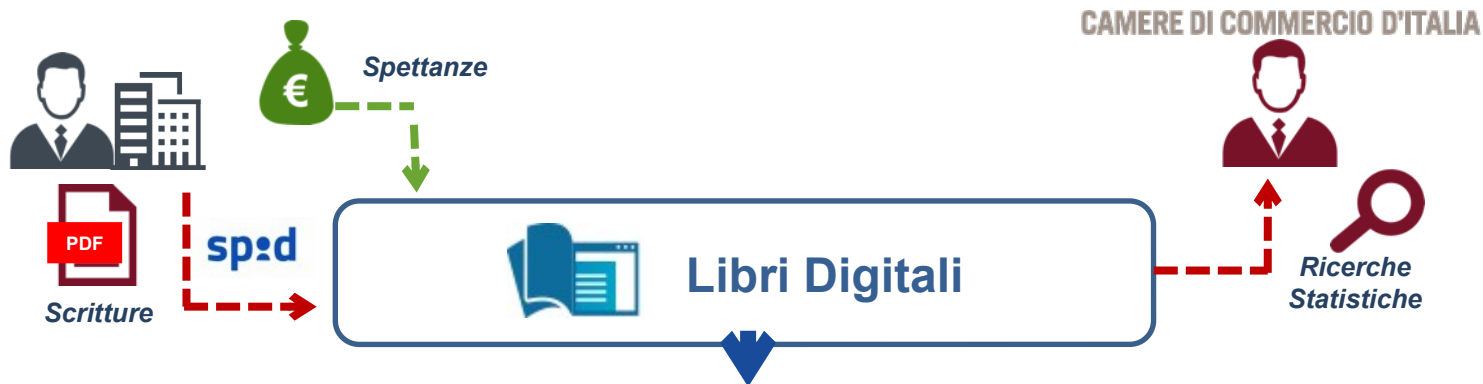 CAMERE DI COMMERCIO D'ITALIA
Spettanze
€
PDF
spid
Scritture
Libri Digitali
Ricerche
Statistiche